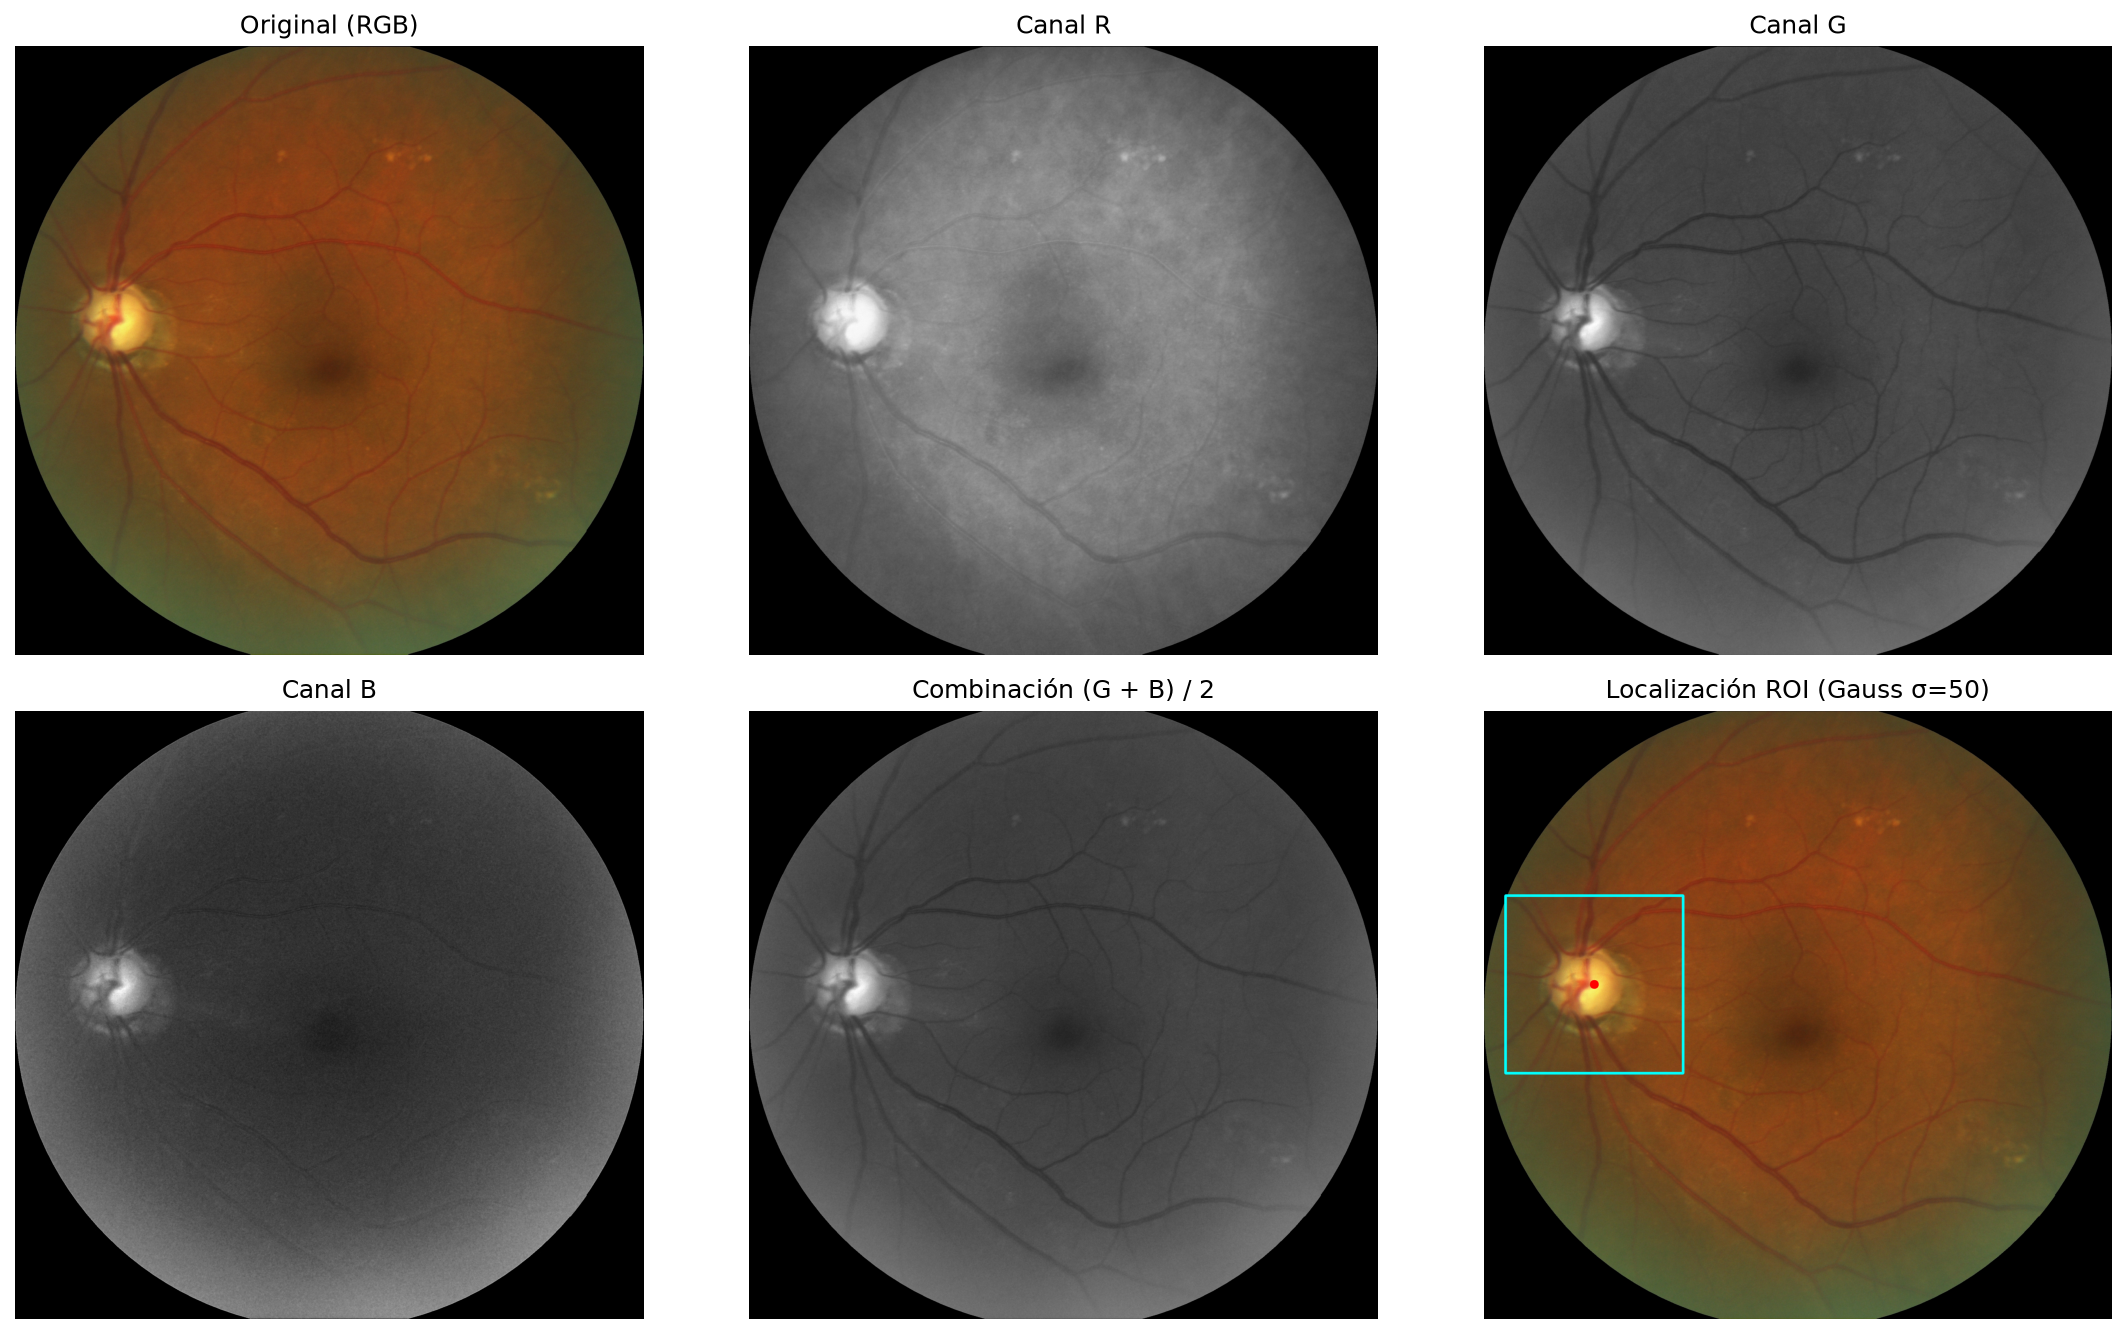 Original (RGB)
Canal R
Canal G
Canal B
Combinación (G + B) / 2
Localización ROI (Gauss σ=50)